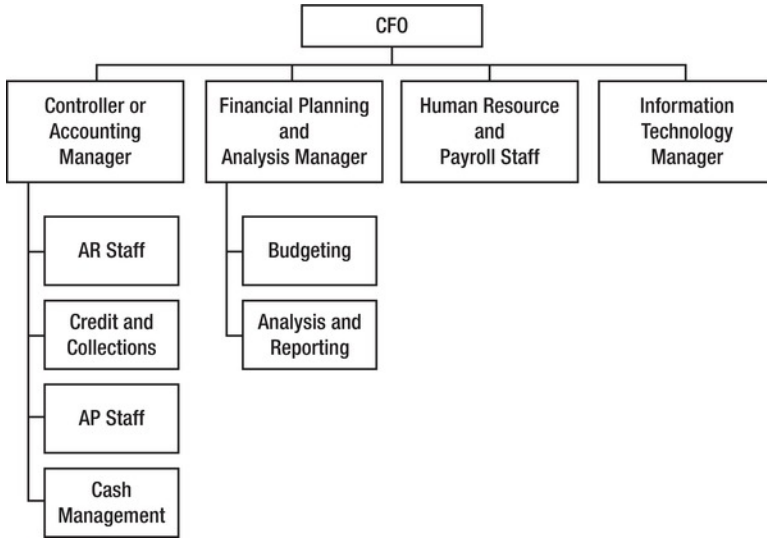 CFO
Controller or
Accounting
Manager
Financial Planning
and
Analysis Manager
Human Resource
and
Payroll Staff
Information
Technology
Manager
AR Staff
Credit and
Collections
AP Staff
Cash
Management
Budgeting
Analysis and
Reporting